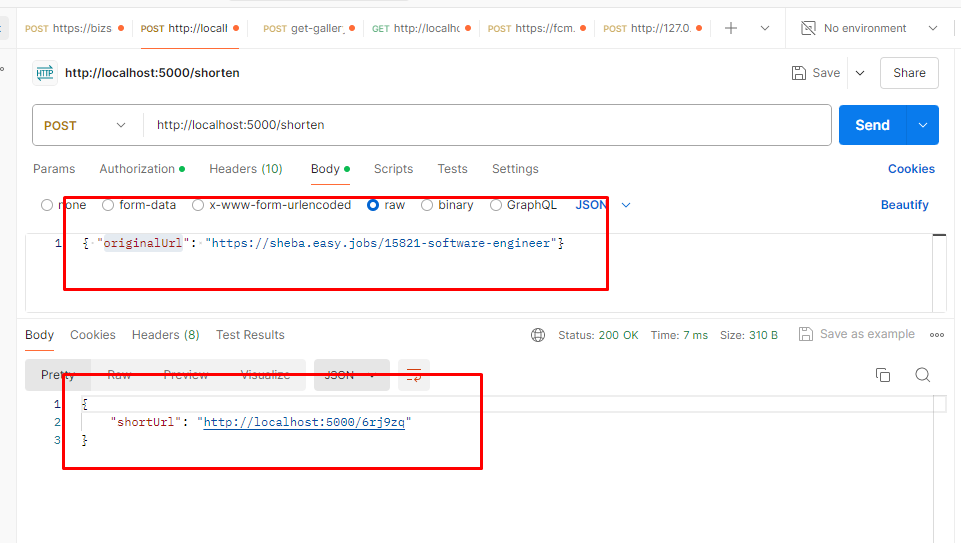 POST https://bizs POST http://locall POST get-gallery GET http://localhc POST https://fcm. POST http://127.0. No environment
HTTP http://localhost:5000/shorten Save Share
POST http://localhost:5000/shorten Send
Params Authorization Headers (10) Body Scripts Tests Settings Cookies
none form-data x-www-form-urlencoded raw binary GraphQL JSON Beautify
1 { "originalUrl": "https://sheba.easy.jobs/15821-software-engineer"}
Body Cookies Headers (8) Test Results Status: 200 OK Time: 7 ms Size: 310 B Save as example
Pretty Raw Preview Visualize JSON
1 {
2 "shortUrl": "http://localhost:5000/6rj9zq"
3 }